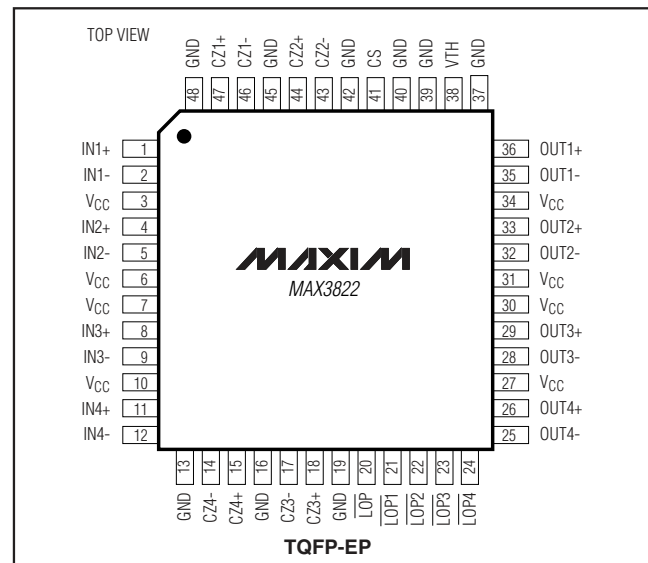 TOP VIEW
GND CZ1+ CZ1- GND CZ2+ CZ2- GND CS GND GND VTH GND
48 47 46 45 44 43 42 41 40 39 38 37
IN1+ 1
IN1- 2
VCC 3
IN2+ 4
IN2- 5
VCC 6
VCC 7
IN3+ 8
IN3- 9
VCC 10
IN4+ 11
IN4- 12
MAXIM
MAX3822
36 OUT1+
35 OUT1-
34 VCC
33 OUT2+
32 OUT2-
31 VCC
30 VCC
29 OUT3+
28 OUT3-
27 VCC
26 OUT4+
25 OUT4-
13 14 15 16 17 18 19 20 21 22 23 24
GND CZ4- CZ4+ GND CZ3- CZ3+ GND LOP LOP1 LOP2 LOP3 LOP4
TQFP-EP